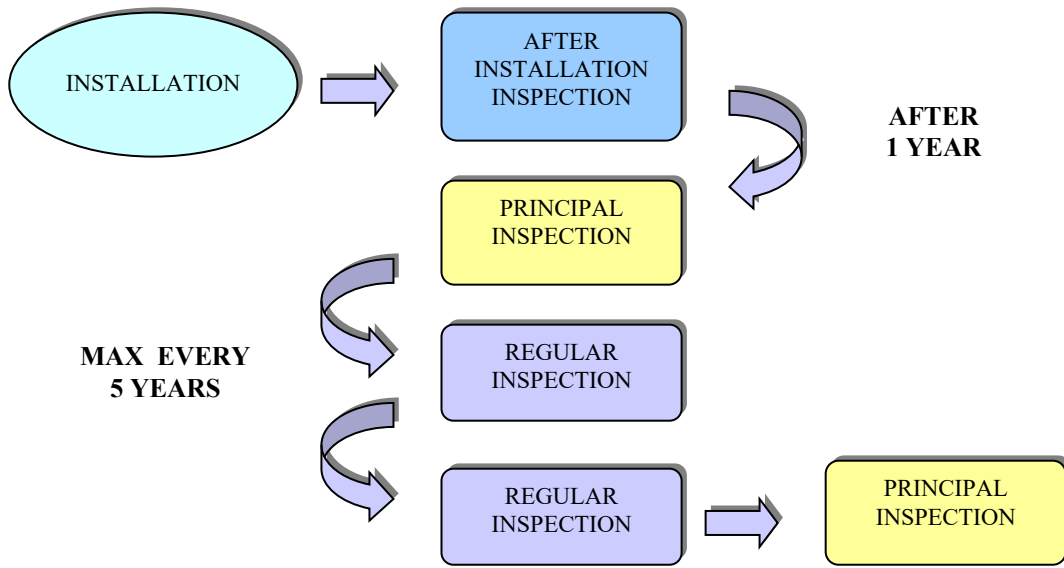 INSTALLATION
AFTER
INSTALLATION
INSPECTION
AFTER
1 YEAR
PRINCIPAL
INSPECTION
MAX EVERY
5 YEARS
REGULAR
INSPECTION
REGULAR
INSPECTION
PRINCIPAL
INSPECTION